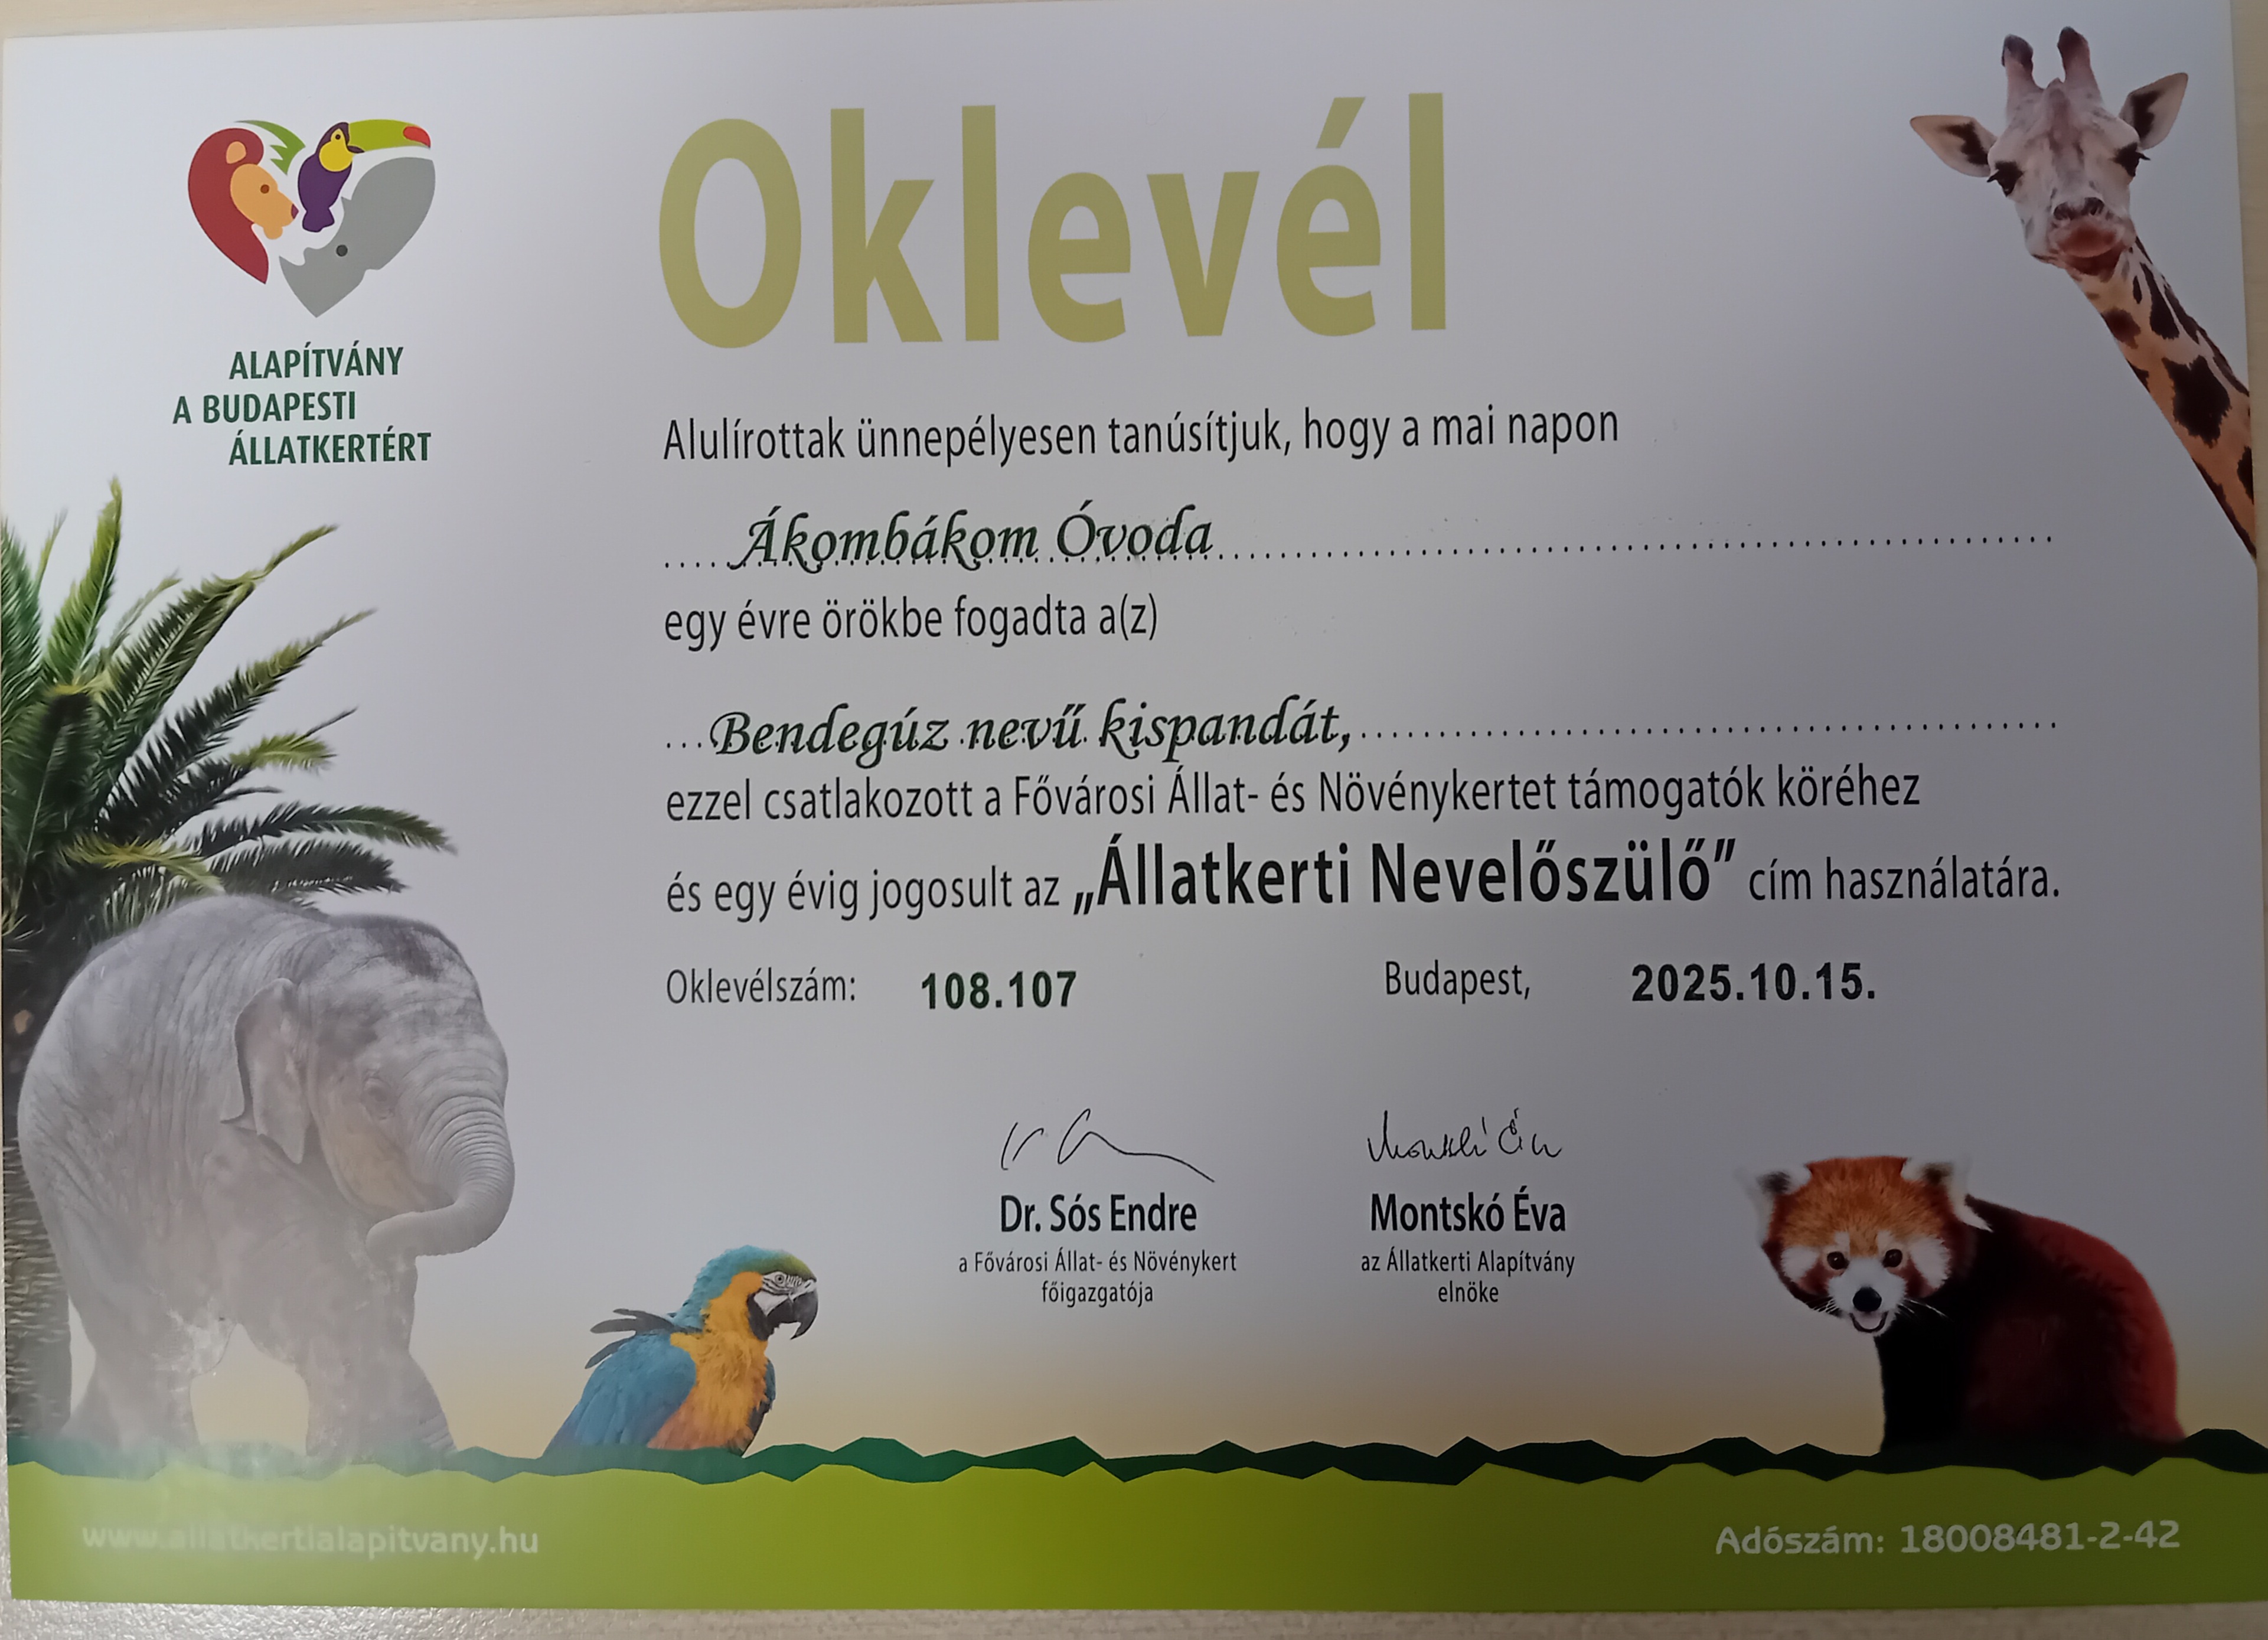 ALAPÍTVÁNY
A BUDAPESTI
ÁLLATKERTÉRT
Oklevél
Alulírottak ünnepélyesen tanúsítjuk, hogy a mai napon
....Ákombákom Óvoda....
egy évre örökbe fogadta a(z)
...Bendegúz nevű kispandát,...
ezzel csatlakozott a Fővárosi Állat- és Növénykertet támogatók köréhez
és egy évig jogosult az „Állatkerti Nevelőszülő” cím használatára.
Oklevélszám: 108.107 Budapest, 2025.10.15.
Dr. Sós Endre
a Fővárosi Állat- és Növénykert
főigazgatója
Montskó Éva
az Állatkerti Alapítvány
elnöke
www.allatkertialapitvany.hu
Adószám: 18008481-2-42